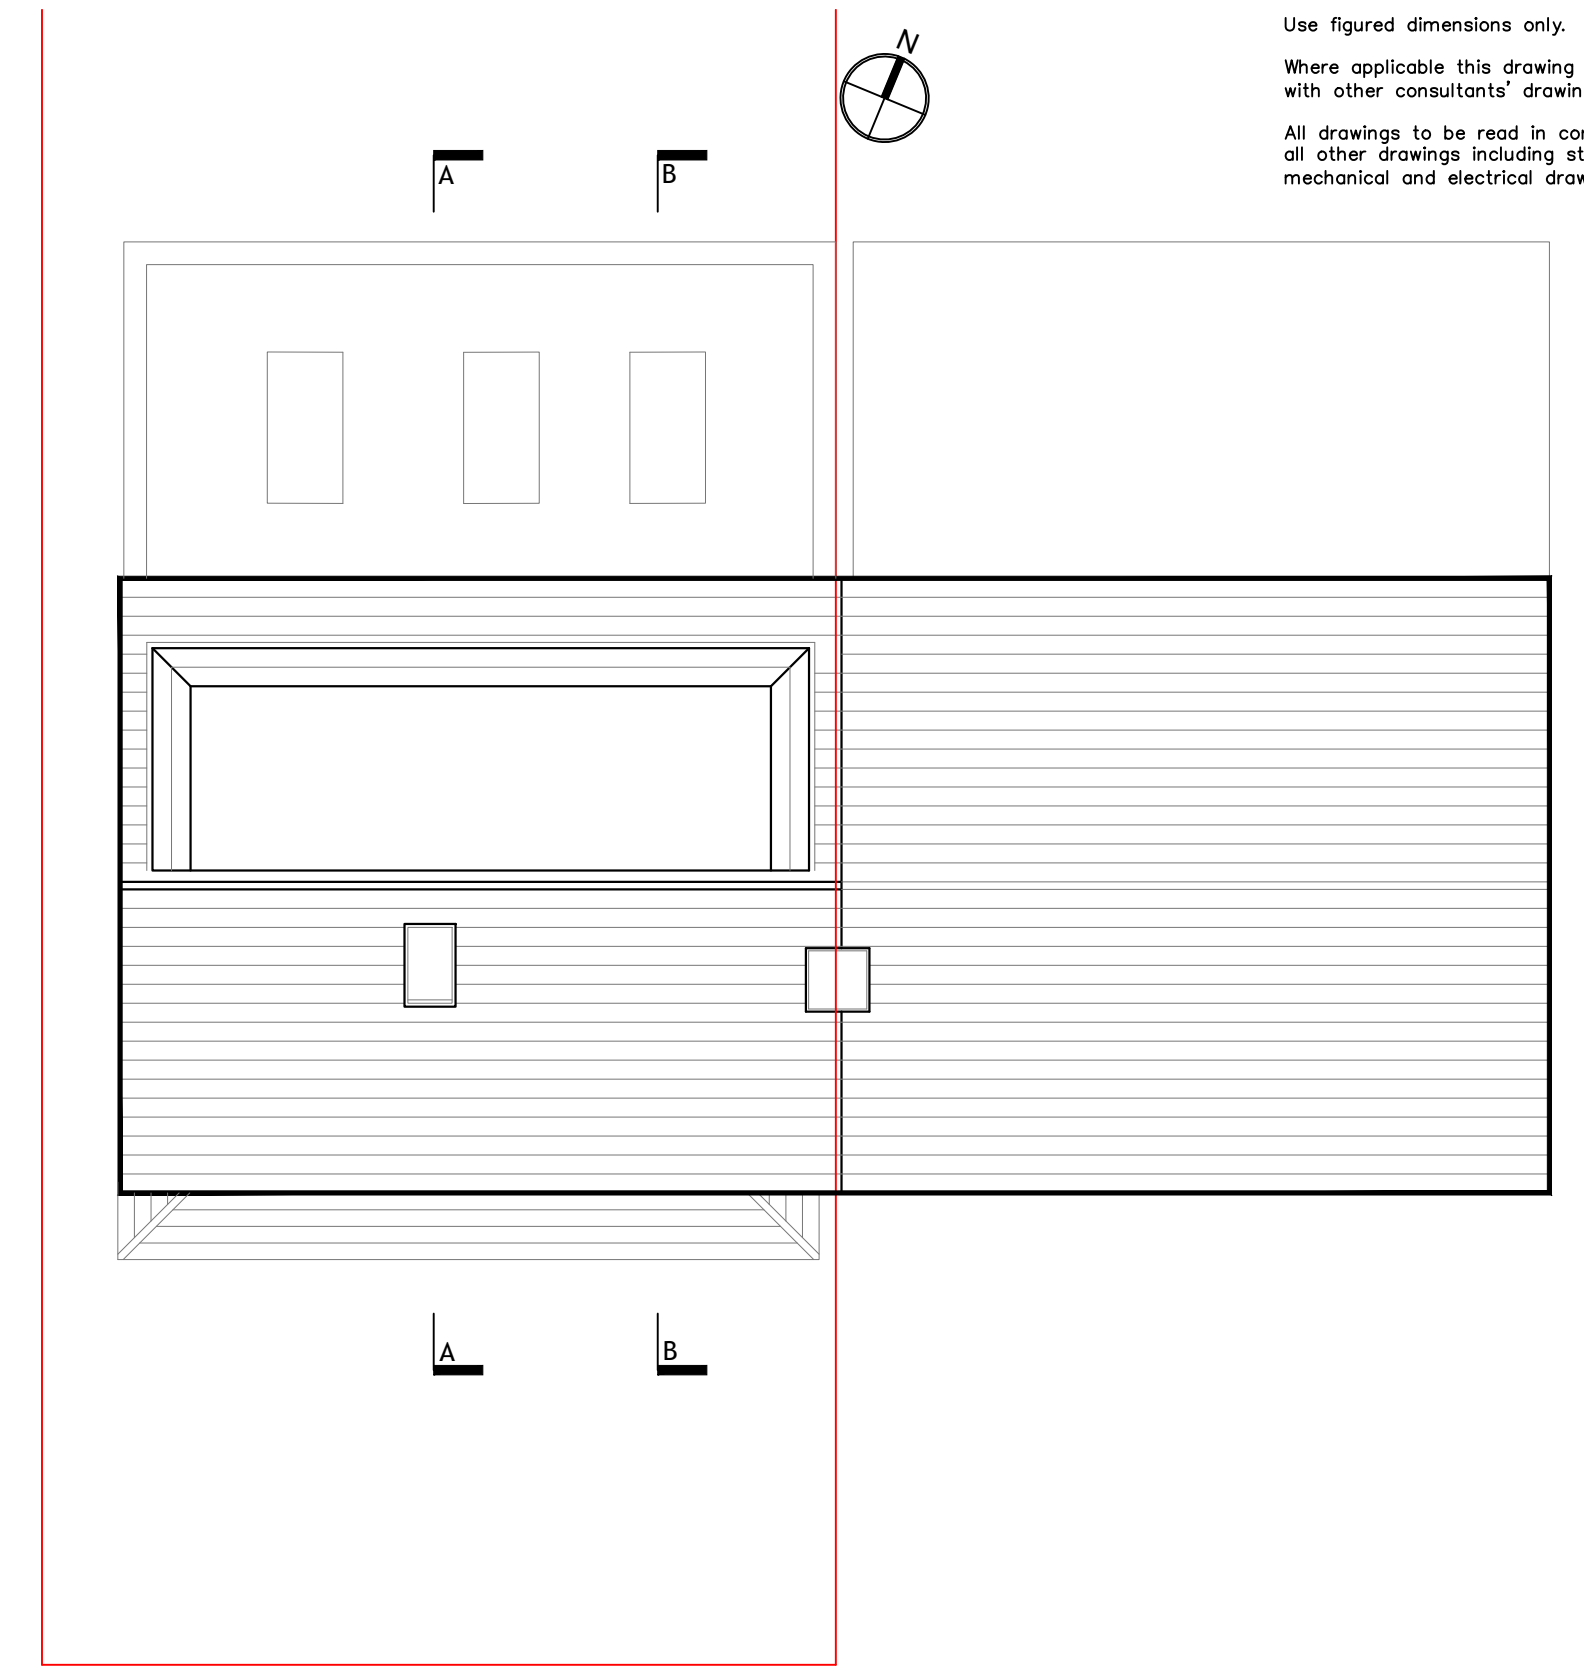 Use figured dimensions only.
Where applicable this drawing
with other consultants' drawin
All drawings to be read in con
all other drawings including st
mechanical and electrical draw
N
A
B
A
B